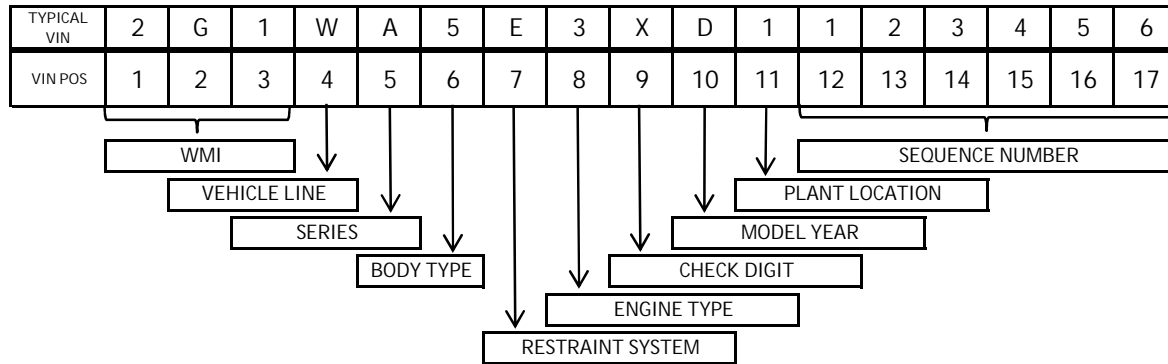 TYPICAL VIN 2 G 1 W A 5 E 3 X D 1 1 2 3 4 5 6
VIN POS 1 2 3 4 5 6 7 8 9 10 11 12 13 14 15 16 17
WMI SEQUENCE NUMBER
VEHICLE LINE PLANT LOCATION
SERIES MODEL YEAR
BODY TYPE CHECK DIGIT
ENGINE TYPE
RESTRAINT SYSTEM